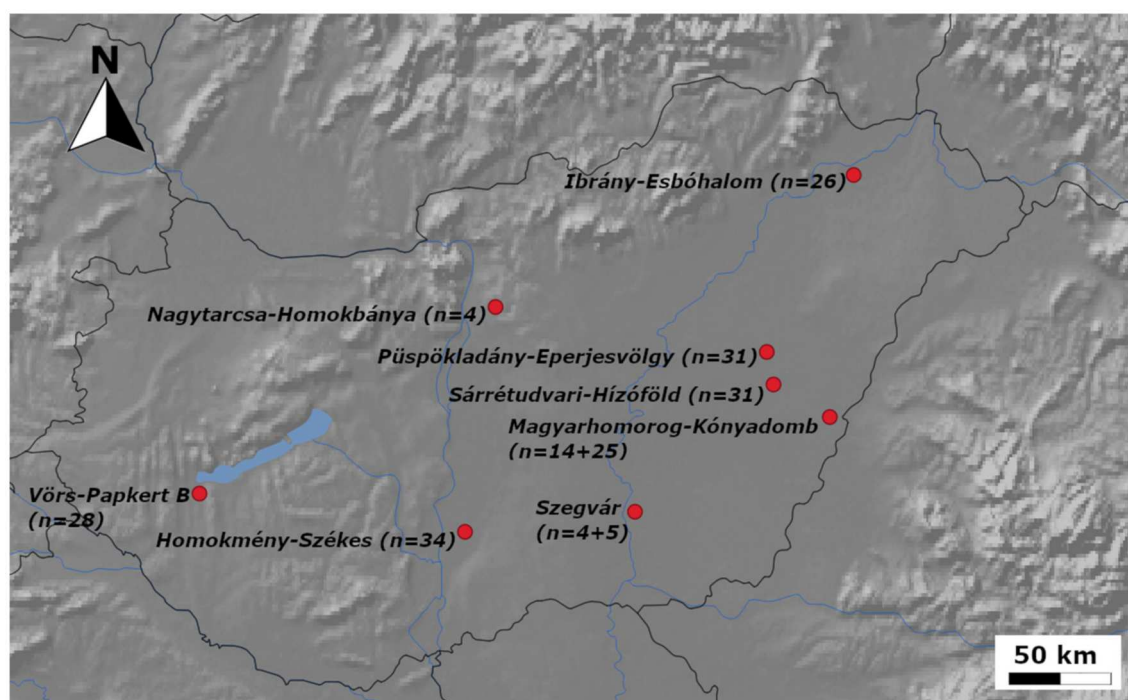 N
Ibrány-Esbóhalom (n=26)
Nagytarcsa-Homokbánya (n=4)
Püspökladány-Eperjesvölgy (n=31)
Sárrétudvari-Hízóföld (n=31)
Magyarhomorog-Kónyadomb
(n=14+25)
Vörs-Papkert B
(n=28)
Szegvár
(n=4+5)
Homokmény-Székes (n=34)
50 km